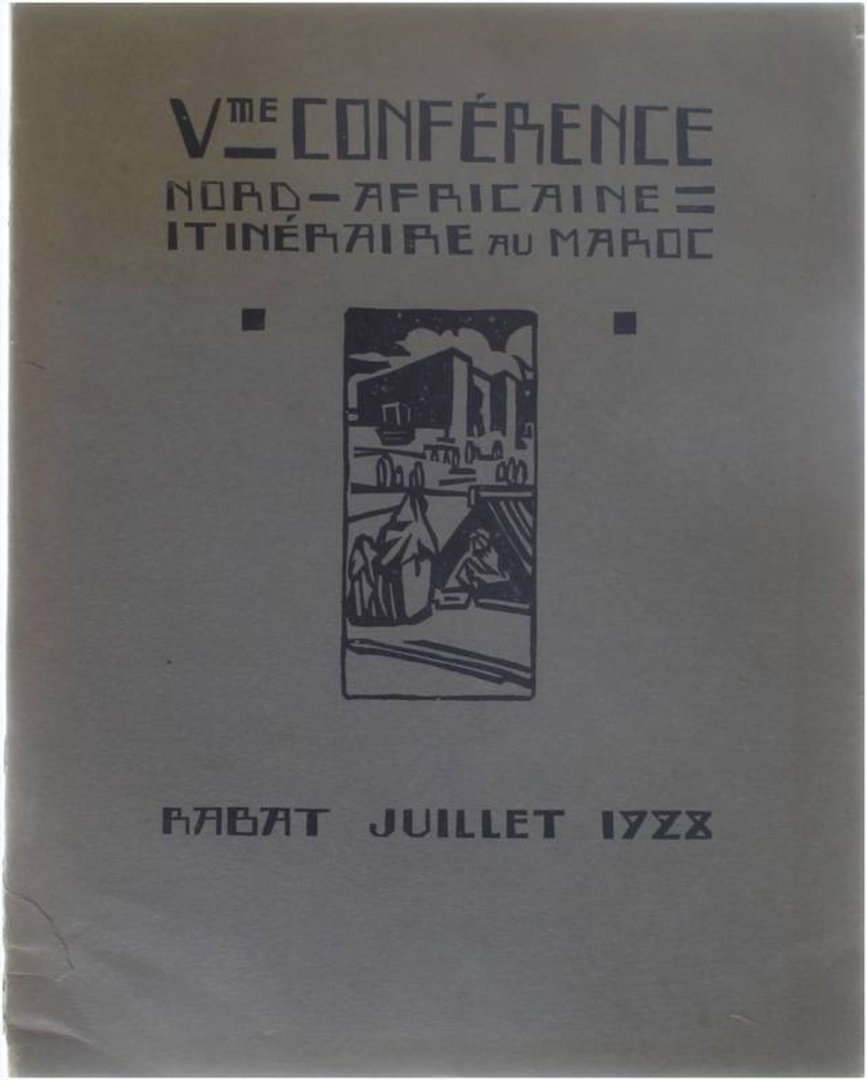 Vme CONFÉRENCE
NORD-AFRICAINE =
ITINÉRAIRE AU MAROC
RABAT JUILLET 1928